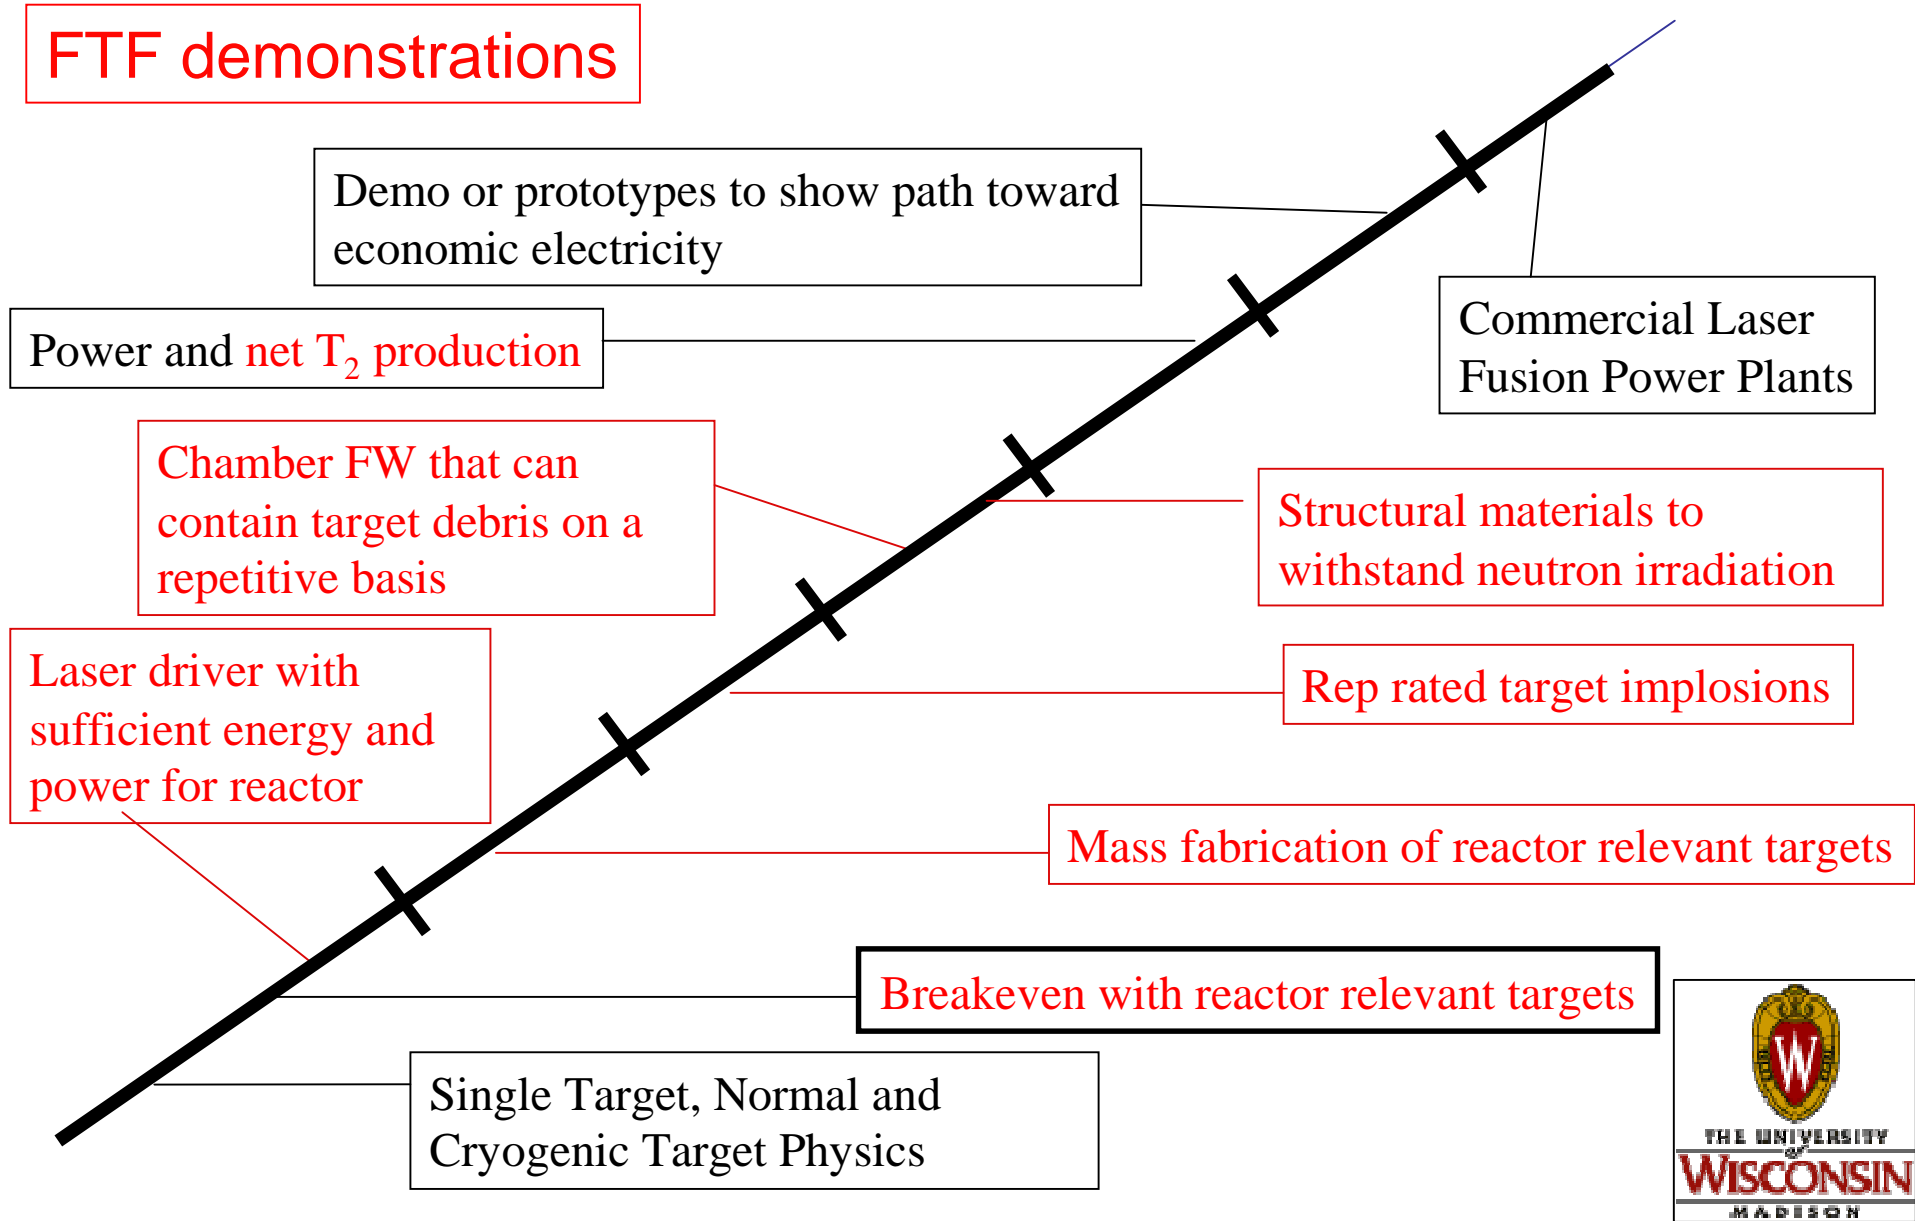 FTF demonstrations
Demo or prototypes to show path toward
economic electricity
Commercial Laser
Fusion Power Plants
Power and net T₂ production
Chamber FW that can
contain target debris on a
repetitive basis
Structural materials to
withstand neutron irradiation
Laser driver with
sufficient energy and
power for reactor
Rep rated target implosions
Mass fabrication of reactor relevant targets
Breakeven with reactor relevant targets
Single Target, Normal and
Cryogenic Target Physics
W
THE UNIVERSITY
of
WISCONSIN
MADISON